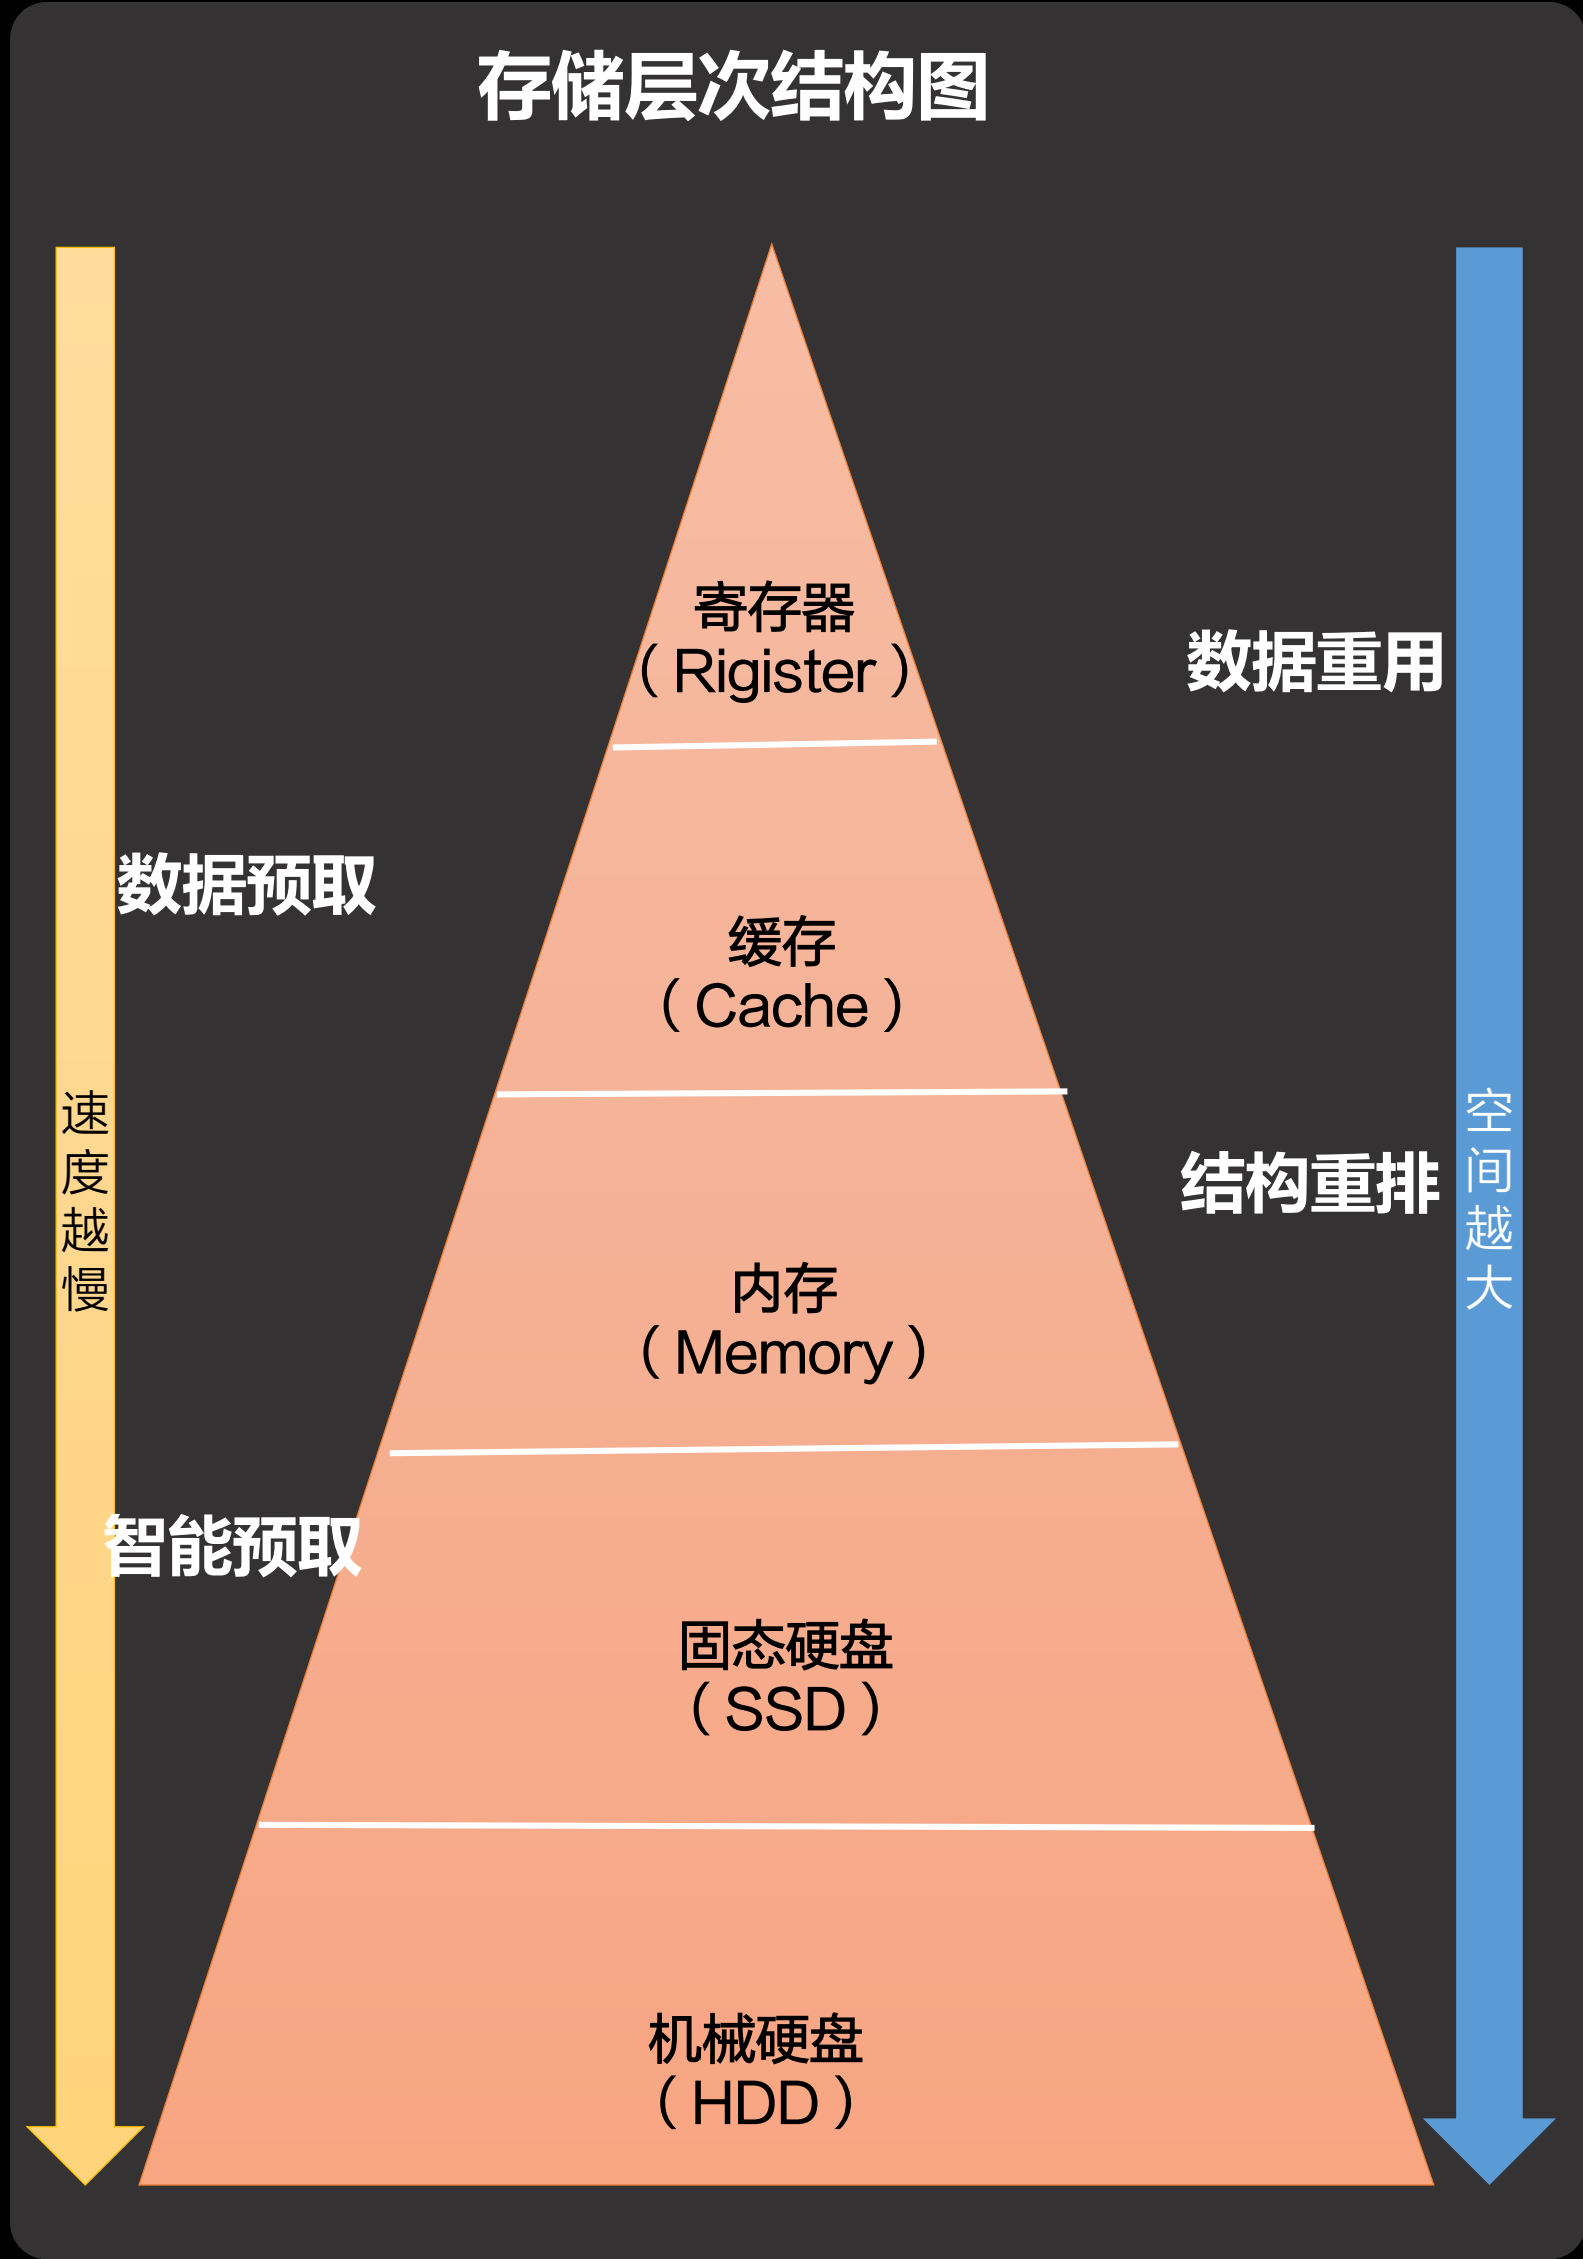 存储层次结构图
寄存器
（Rigister）
数据重用
数据预取
缓存
（Cache）
速度越慢
空间越大
结构重排
内存
（Memory）
智能预取
固态硬盘
（SSD）
机械硬盘
（HDD）